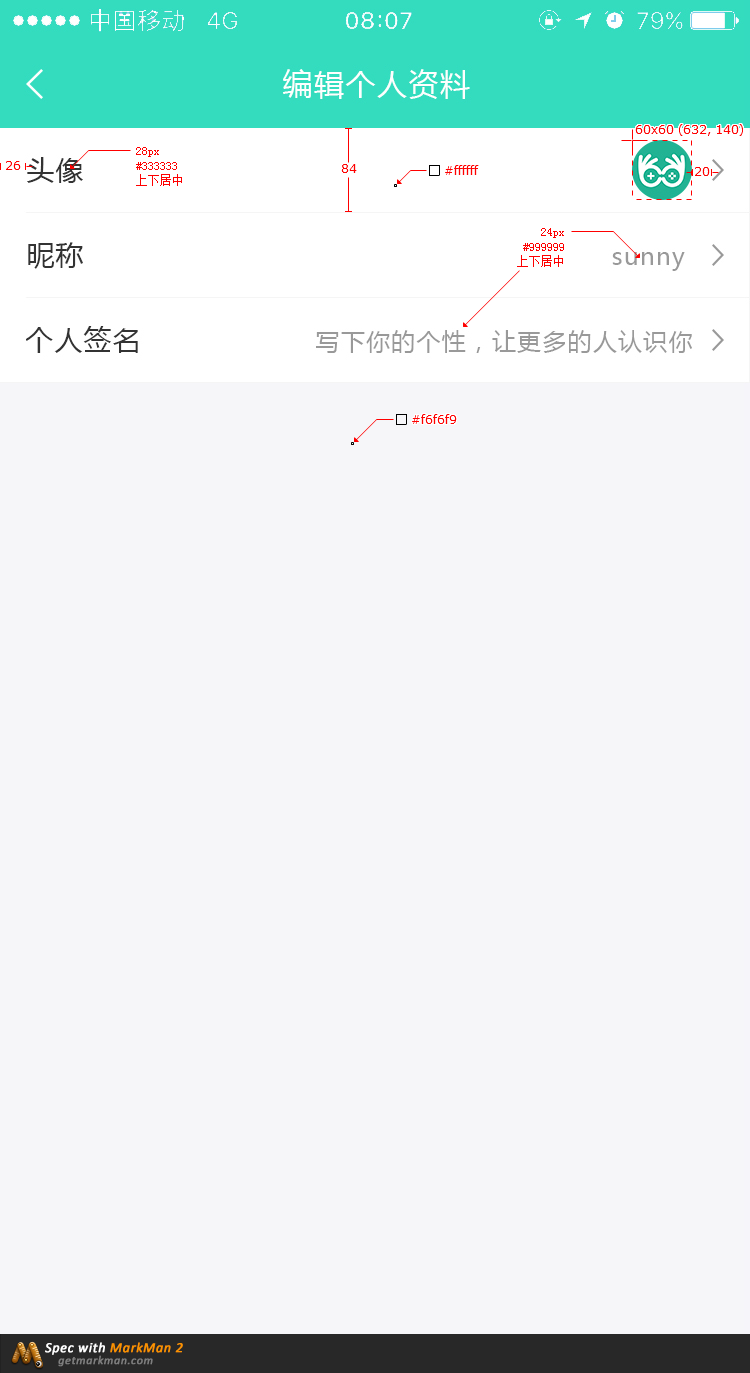 中国移动 4G 08:07 79%
编辑个人资料
60x60 (632, 140)
26
头像
28px
#333333
上下居中
84
#ffffff
20
昵称
24px
#999999
上下居中
sunny
个人签名
写下你的个性，让更多的人认识你
#f6f6f9
Spec with MarkMan 2
getmarkman.com